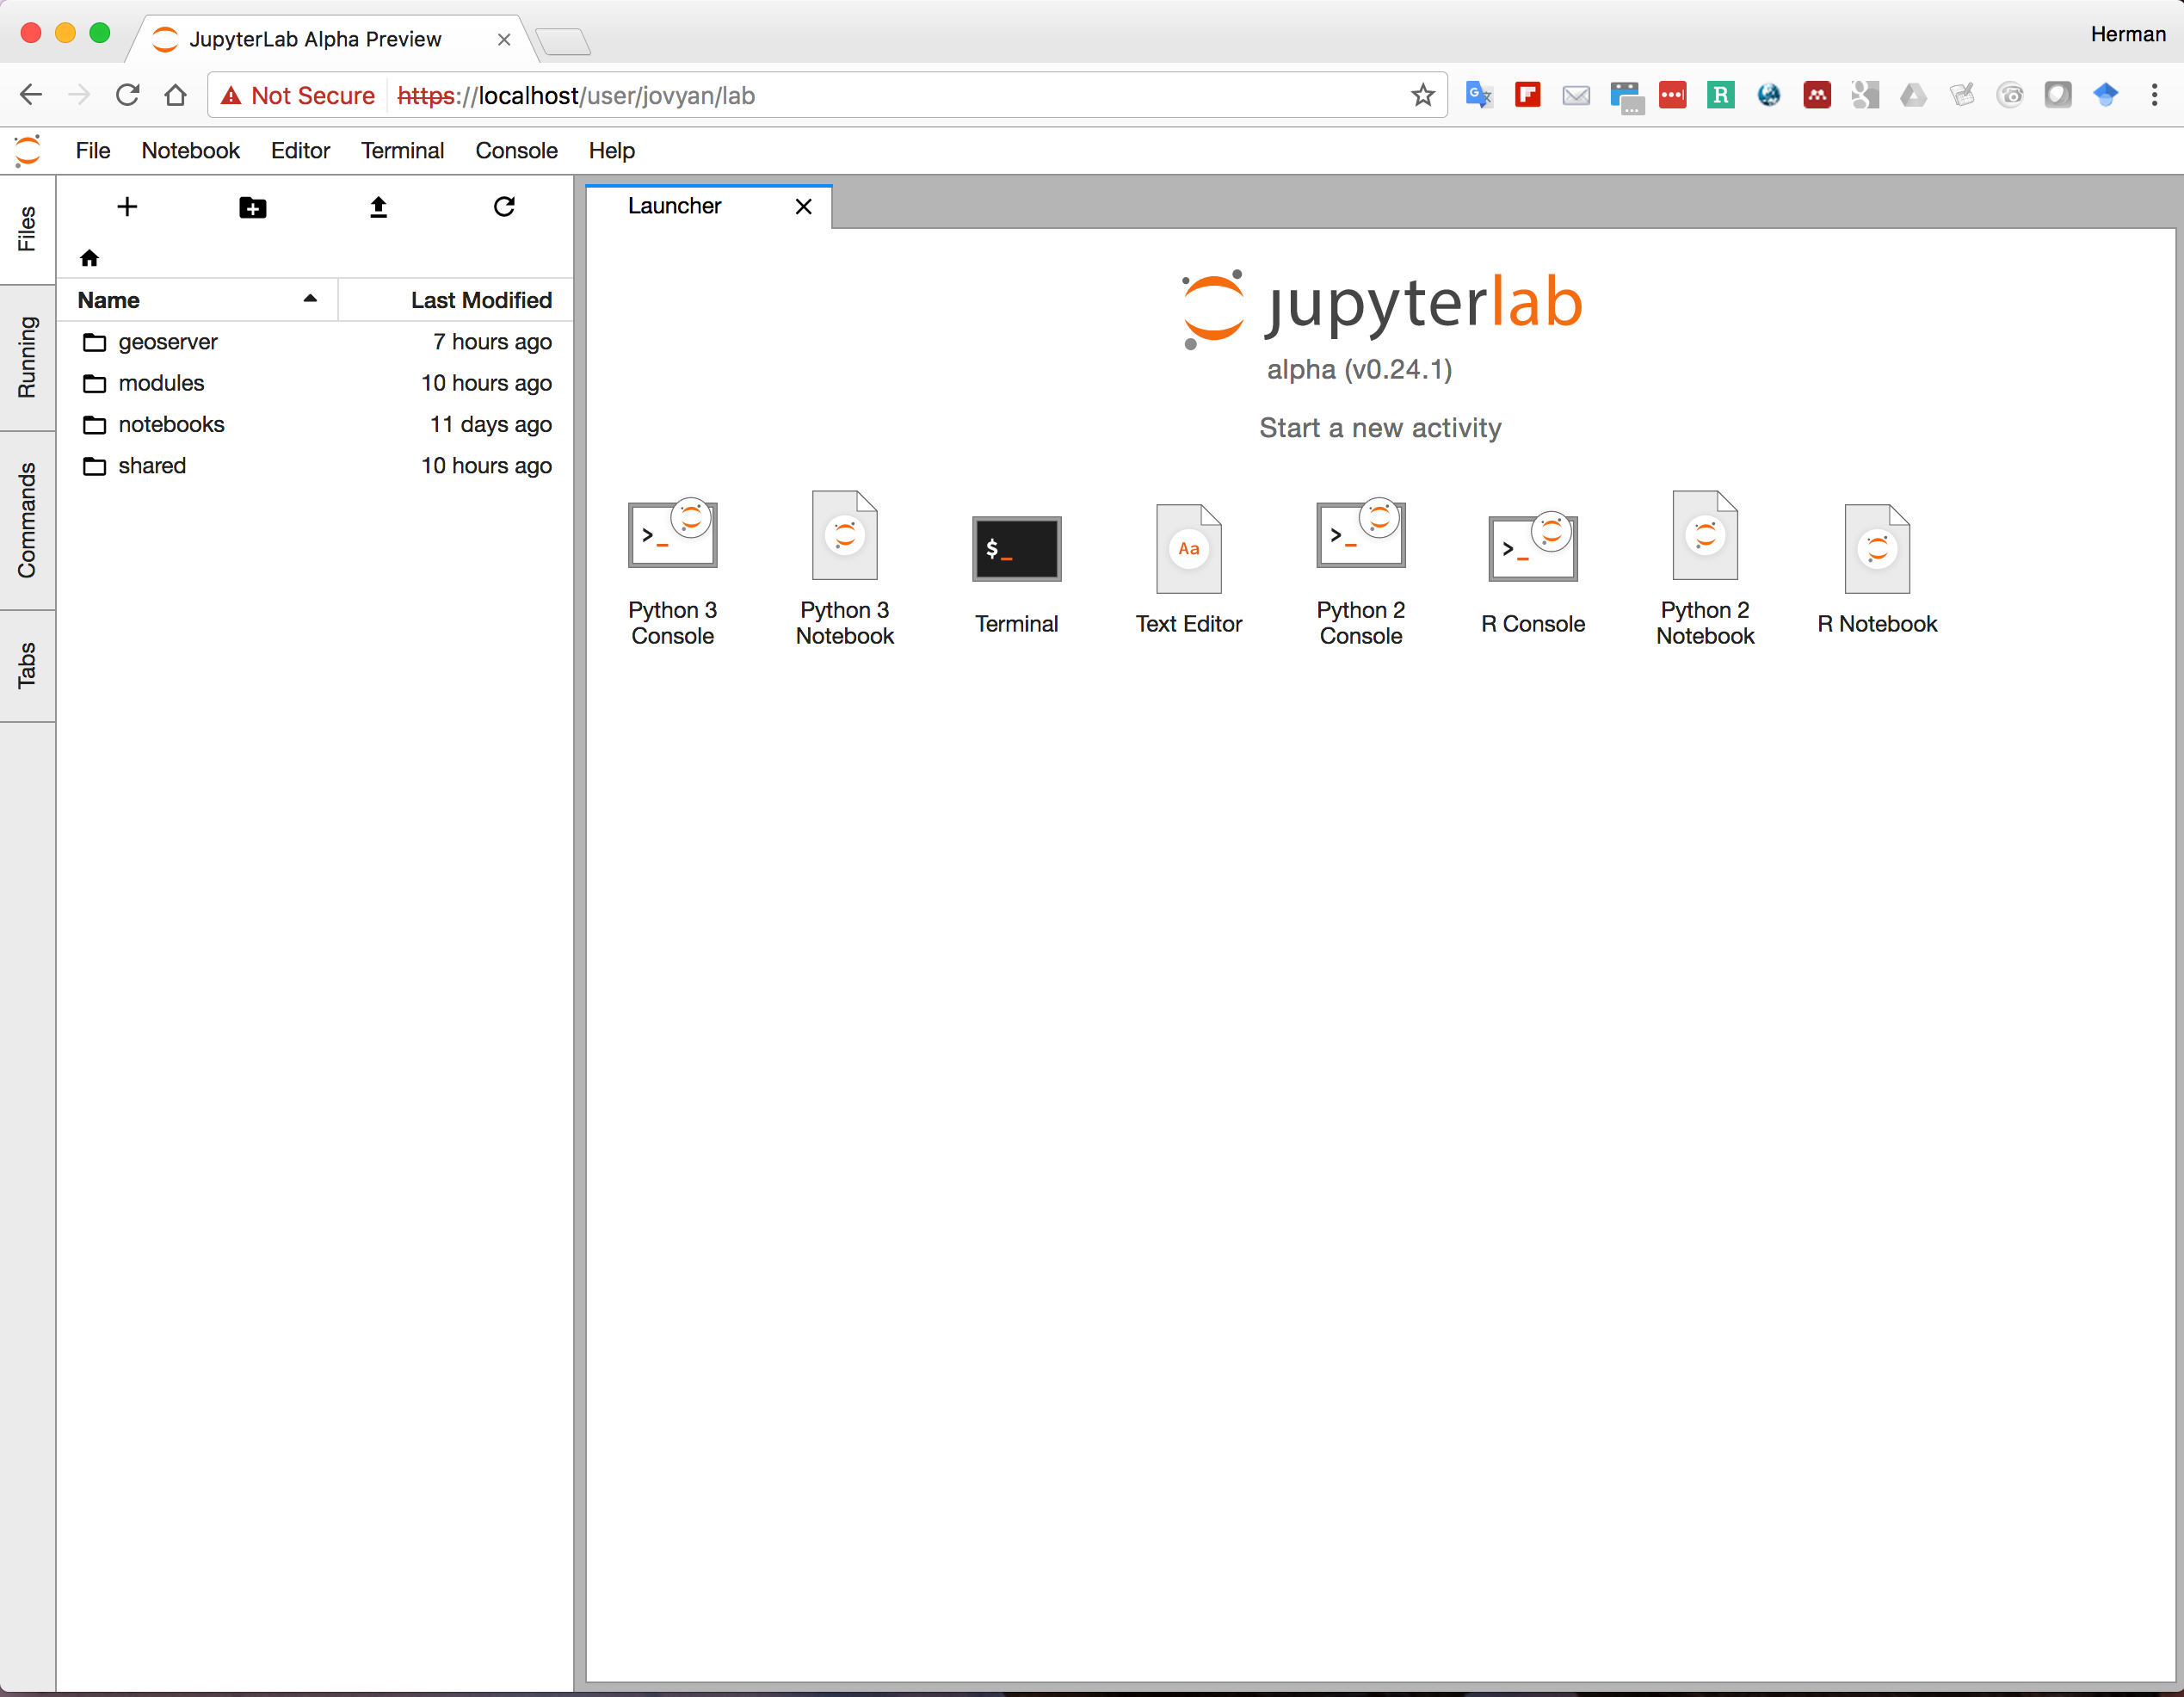 JupyterLab Alpha Preview
Herman
Not Secure https://localhost/user/jovyan/lab
File Notebook Editor Terminal Console Help
Files
Running
Commands
Tabs
Name Last Modified
geoserver 7 hours ago
modules 10 hours ago
notebooks 11 days ago
shared 10 hours ago
Launcher
jupyterlab
alpha (v0.24.1)
Start a new activity
>_
$_
Aa
>_
>_
Python 3
Console
Python 3
Notebook
Terminal
Text Editor
Python 2
Console
R Console
Python 2
Notebook
R Notebook